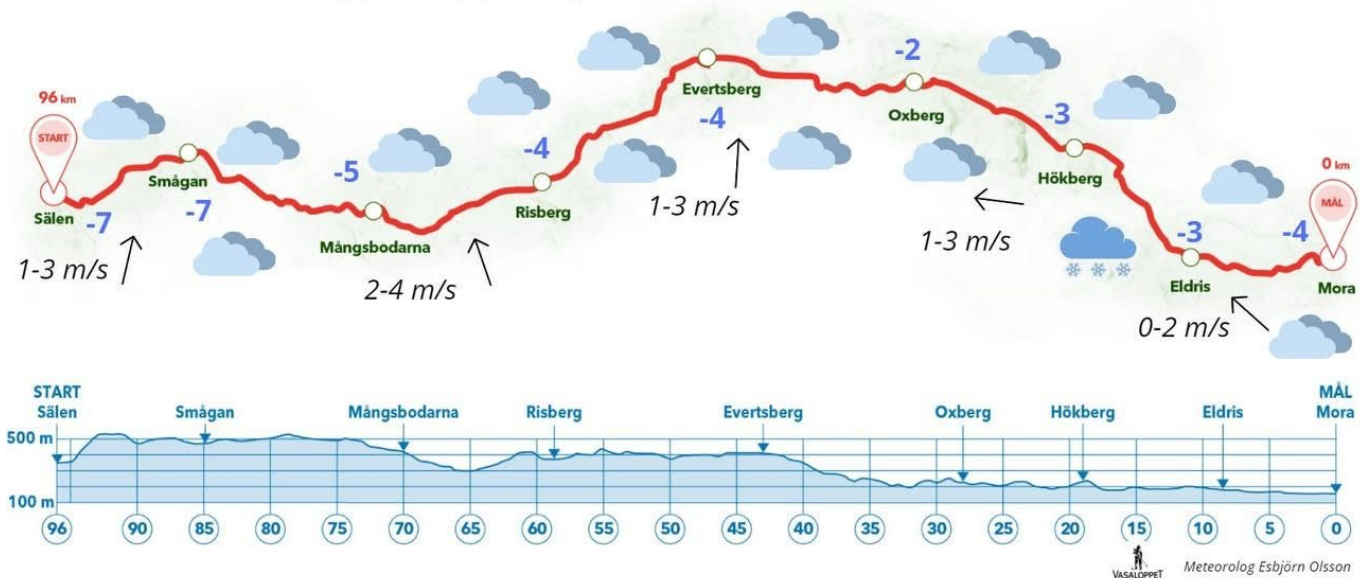 96 km
START
Sälen
-7
1-3 m/s
Smågan
-7
-5
Mångsbodarna
2-4 m/s
-4
Risberg
Evertsberg
-4
1-3 m/s
-2
Oxberg
1-3 m/s
-3
Hökberg
-3
Eldris
0-2 m/s
-4
0 km
MÅL
Mora
START
Sälen
Smågan
Mångsbodarna
Risberg
Evertsberg
Oxberg
Hökberg
Eldris
MÅL
Mora
500 m
100 m
96 90 85 80 75 70 65 60 55 50 45 40 35 30 25 20 15 10 5 0
VASALOPPET
Meteorolog Esbjörn Olsson